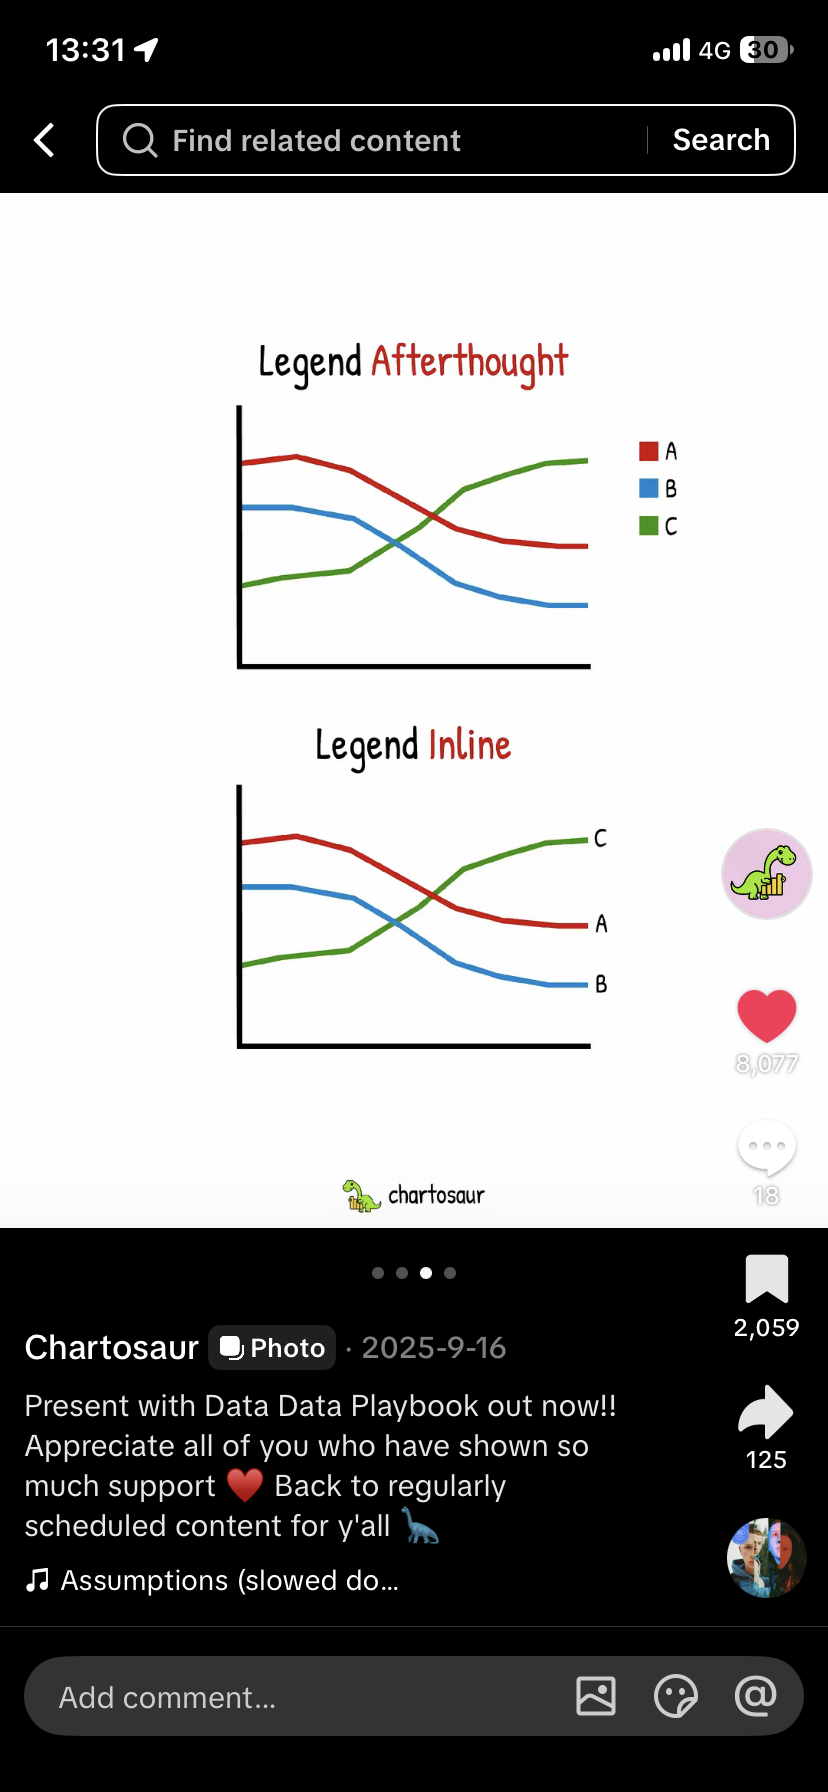 13:31
4G 30
Find related content
Search
Legend Afterthought
A
B
C
Legend Inline
C
A
B
chartosaur
8,077
18
2,059
125
Chartosaur
Photo
· 2025-9-16
Present with Data Data Playbook out now!!
Appreciate all of you who have shown so
much support ♥️ Back to regularly
scheduled content for y'all 🦕
Assumptions (slowed do...
Add comment...